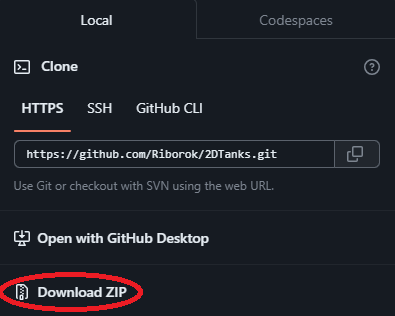 Local
Codespaces
Clone
?
HTTPS
SSH
GitHub CLI
https://github.com/Riborok/2DTanks.git
Use Git or checkout with SVN using the web URL.
Open with GitHub Desktop
Download ZIP